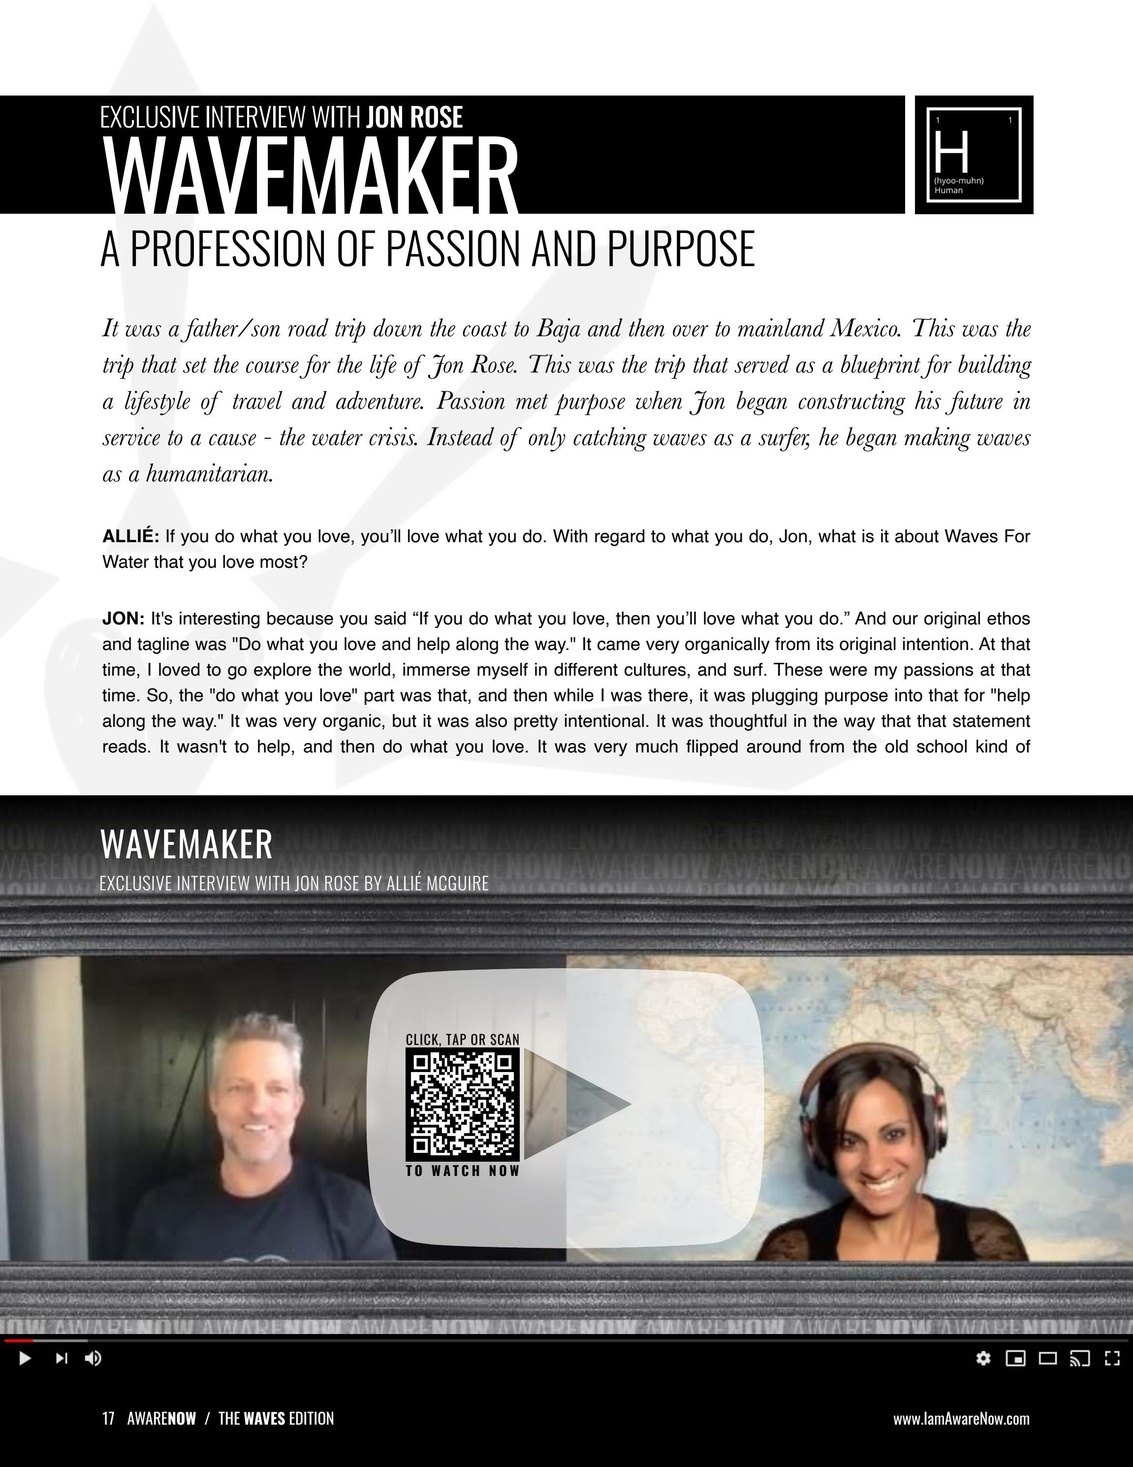 EXCLUSIVE INTERVIEW WITH JON ROSE
WAVEMAKER
1 1
H
(hyoo-muhn)
Human
A PROFESSION OF PASSION AND PURPOSE
It was a father/son road trip down the coast to Baja and then over to mainland Mexico. This was the
trip that set the course for the life of Jon Rose. This was the trip that served as a blueprint for building
a lifestyle of travel and adventure. Passion met purpose when Jon began constructing his future in
service to a cause - the water crisis. Instead of only catching waves as a surfer, he began making waves
as a humanitarian.
ALLIÉ: If you do what you love, you’ll love what you do. With regard to what you do, Jon, what is it about Waves For
Water that you love most?
JON: It's interesting because you said “If you do what you love, then you’ll love what you do.” And our original ethos
and tagline was "Do what you love and help along the way." It came very organically from its original intention. At that
time, I loved to go explore the world, immerse myself in different cultures, and surf. These were my passions at that
time. So, the "do what you love" part was that, and then while I was there, it was plugging purpose into that for "help
along the way." It was very organic, but it was also pretty intentional. It was thoughtful in the way that that statement
reads. It wasn't to help, and then do what you love. It was very much flipped around from the old school kind of
WAVEMAKER
EXCLUSIVE INTERVIEW WITH JON ROSE BY ALLIÉ MCGUIRE
CLICK, TAP OR SCAN
TO WATCH NOW
17 AWARENOW / THE WAVES EDITION
www.IamAwareNow.com